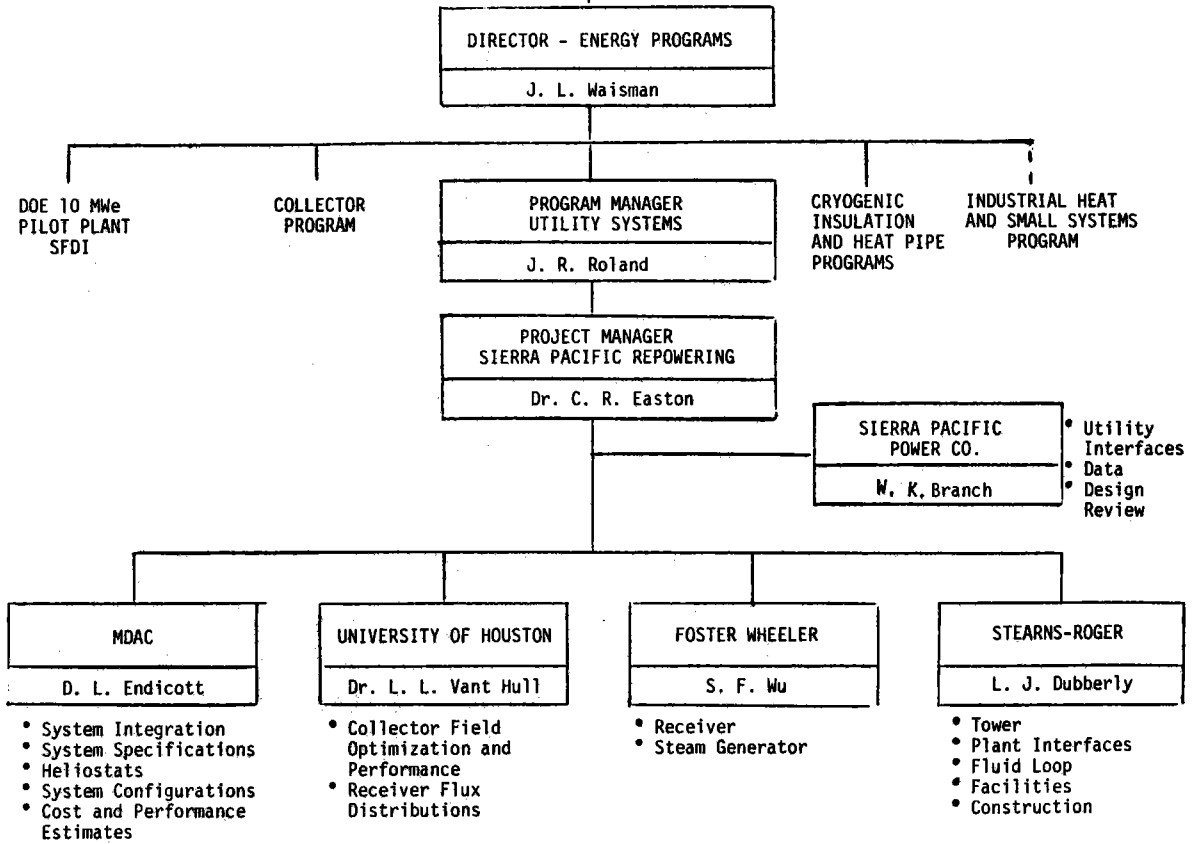 DIRECTOR - ENERGY PROGRAMS
J. L. Waisman
DOE 10 MWe
PILOT PLANT
SFDI
COLLECTOR
PROGRAM
PROGRAM MANAGER
UTILITY SYSTEMS
J. R. Roland
CRYOGENIC
INSULATION
AND HEAT PIPE
PROGRAMS
INDUSTRIAL HEAT
AND SMALL SYSTEMS
PROGRAM
PROJECT MANAGER
SIERRA PACIFIC REPOWERING
Dr. C. R. Easton
SIERRA PACIFIC
POWER CO.
W. K. Branch
• Utility
Interfaces
• Data
• Design
Review
MDAC
D. L. Endicott
• System Integration
• System Specifications
• Heliostats
• System Configurations
• Cost and Performance
Estimates
UNIVERSITY OF HOUSTON
Dr. L. L. Vant Hull
• Collector Field
Optimization and
Performance
• Receiver Flux
Distributions
FOSTER WHEELER
S. F. Wu
• Receiver
• Steam Generator
STEARNS-ROGER
L. J. Dubberly
• Tower
• Plant Interfaces
• Fluid Loop
• Facilities
• Construction